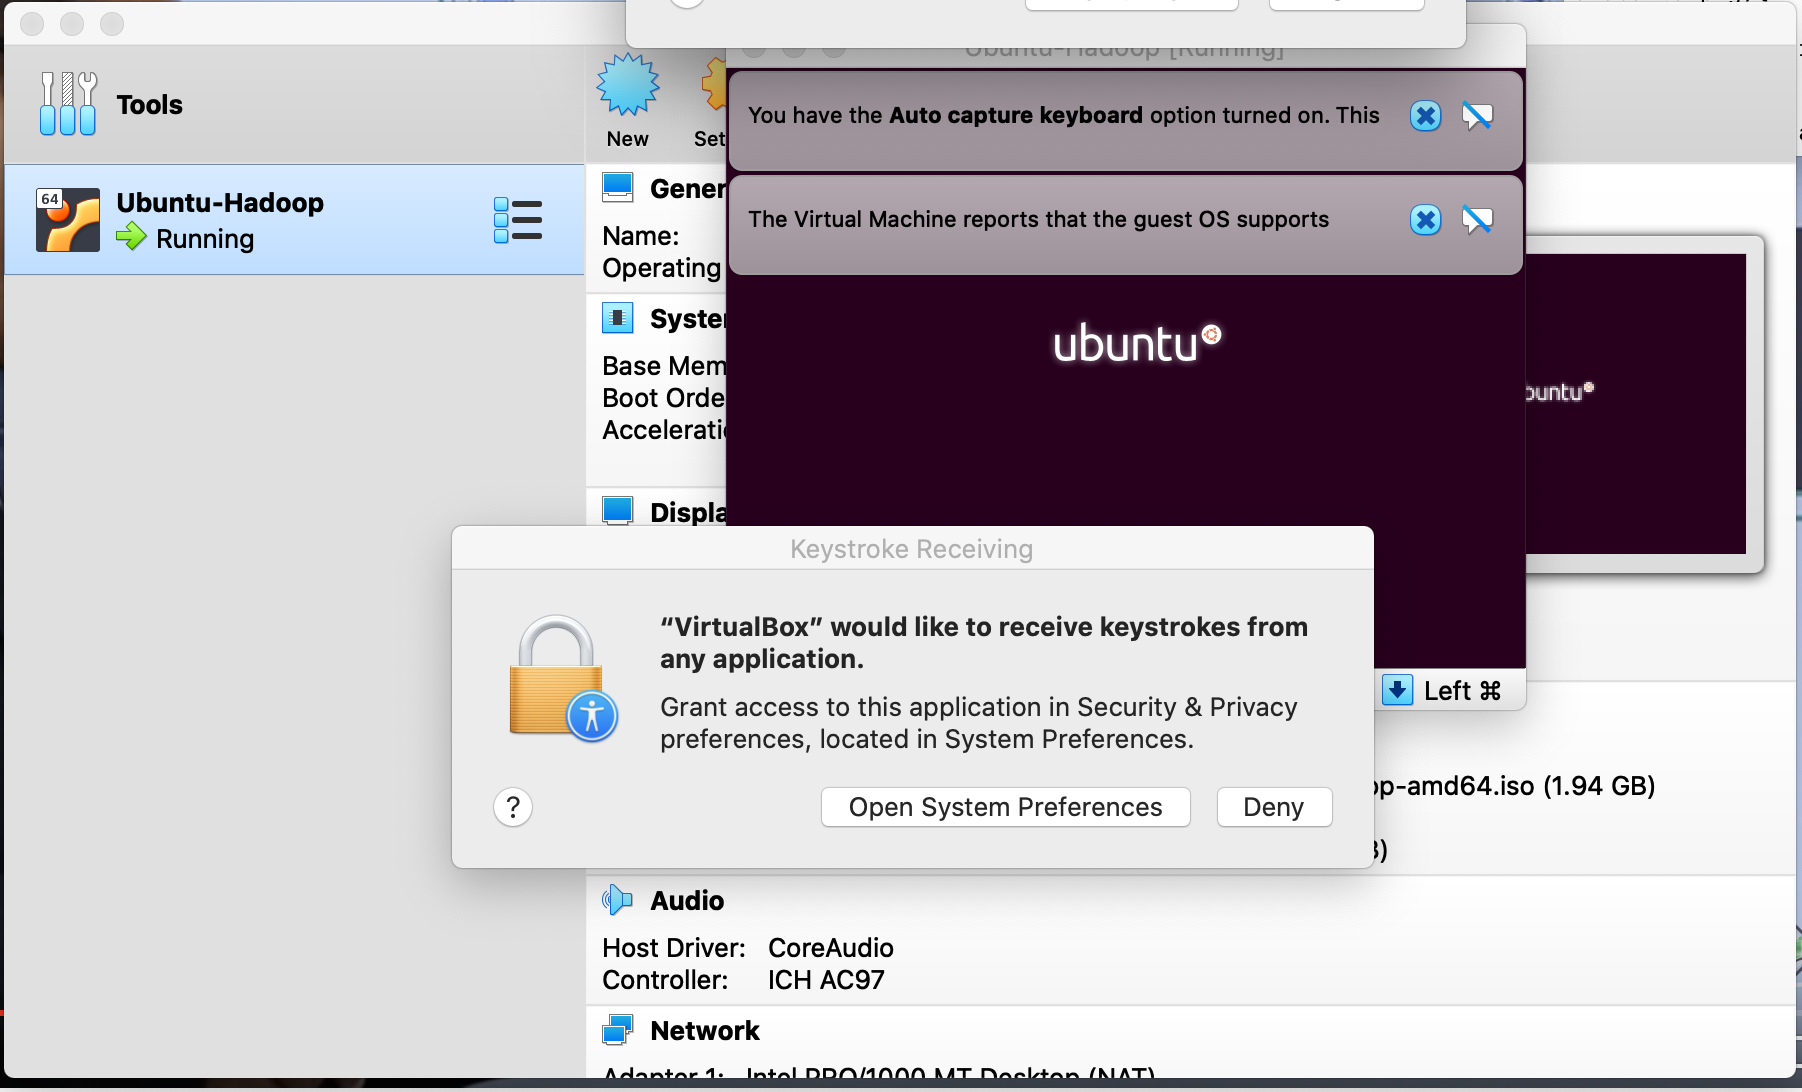 Ubuntu-Hadoop [Running]
Tools
New
Set
64
Ubuntu-Hadoop
Running
You have the Auto capture keyboard option turned on. This
The Virtual Machine reports that the guest OS supports
Gener
Name:
Operating
Syste
Base Mem
Boot Orde
Accelerati
Displa
ubuntu
buntu
Keystroke Receiving
“VirtualBox” would like to receive keystrokes from
any application.
Grant access to this application in Security & Privacy
preferences, located in System Preferences.
?
Open System Preferences
Deny
Left ⌘
op-amd64.iso (1.94 GB)
B)
Audio
Host Driver: CoreAudio
Controller: ICH AC97
Network
Adapter 1: Intel PRO/1000 MT Desktop (NAT)